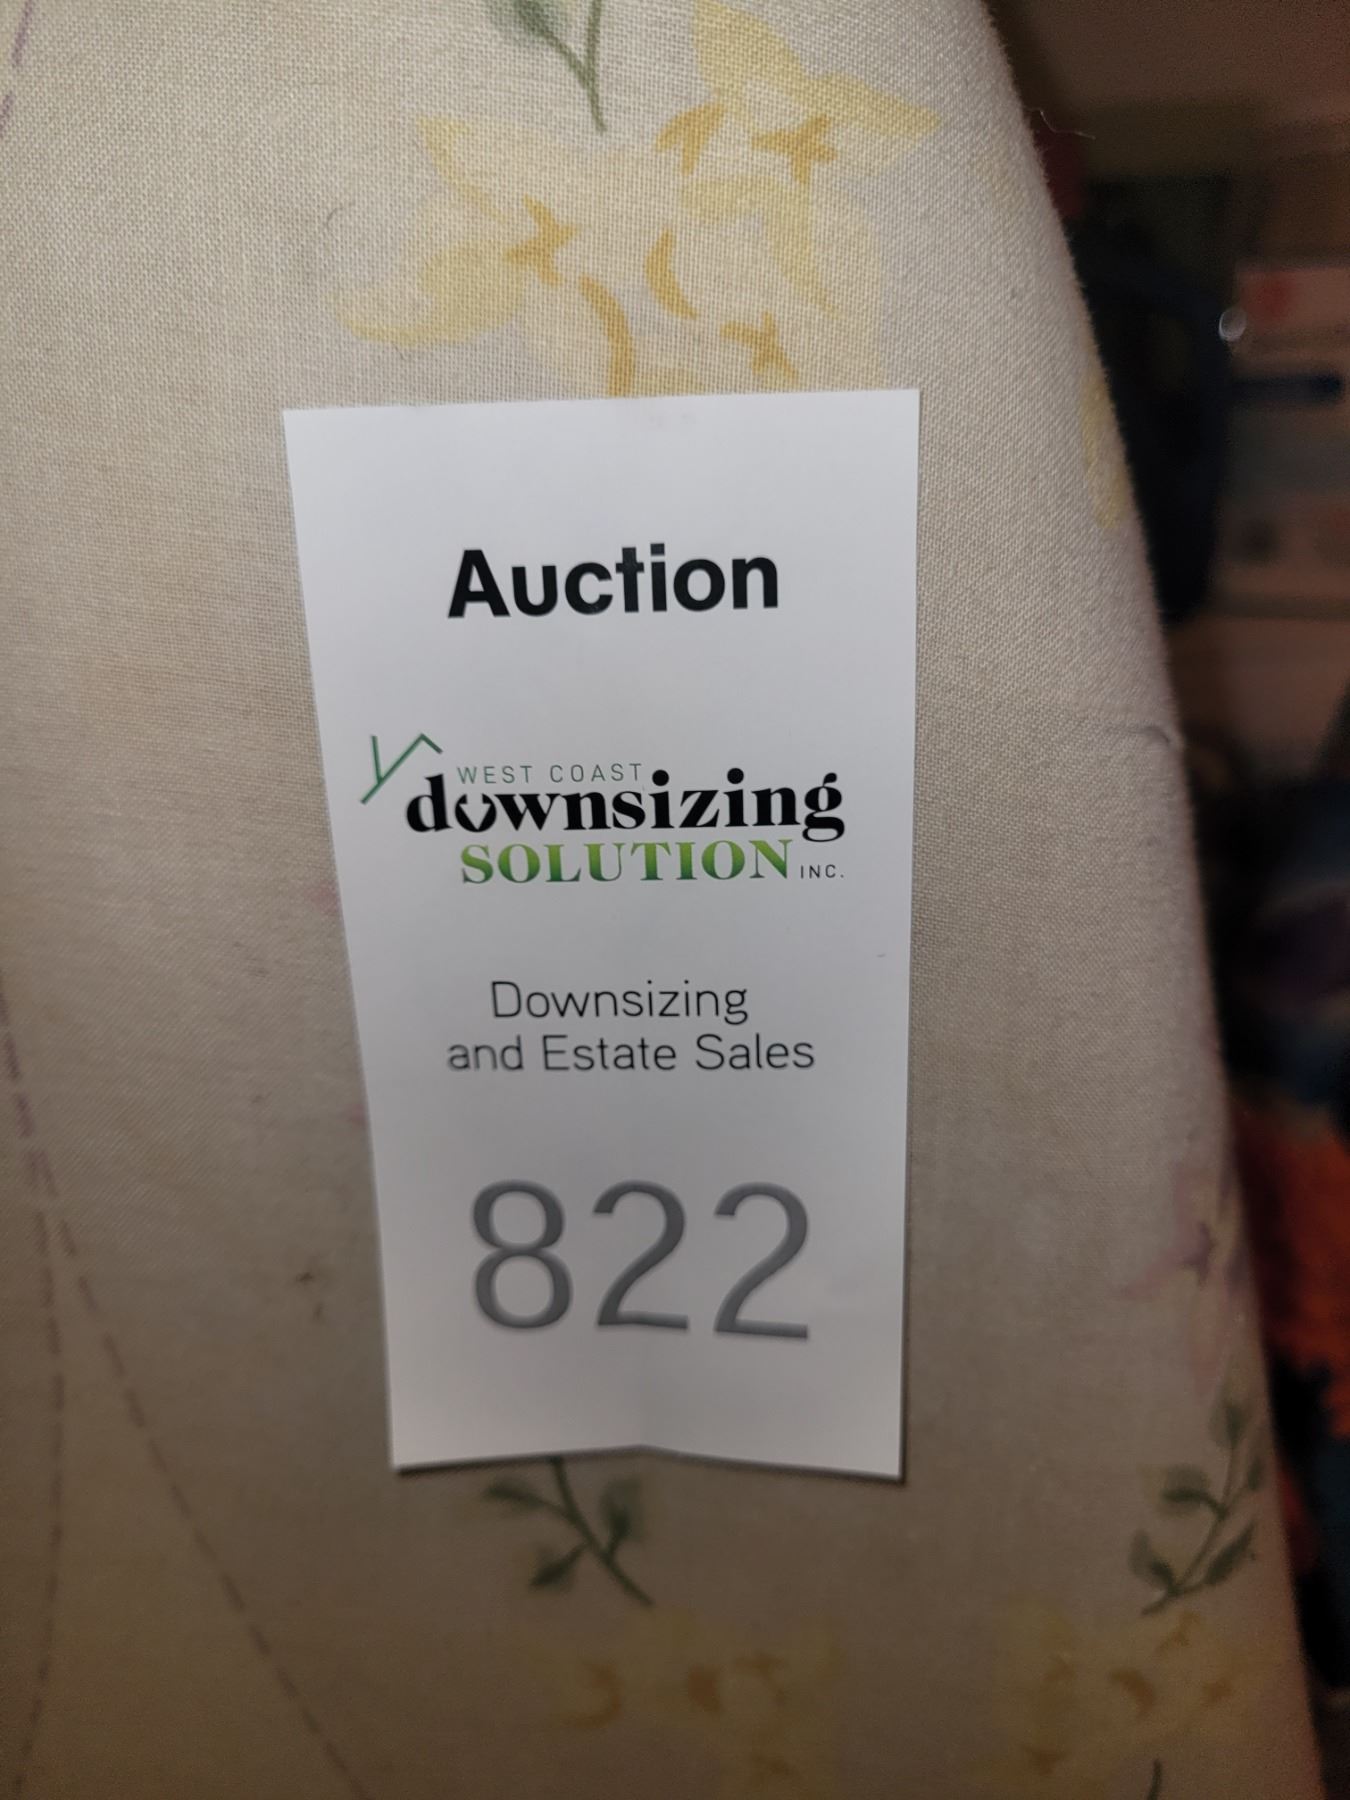 Auction
WEST COAST
downsizing
SOLUTION INC.
Downsizing
and Estate Sales
822